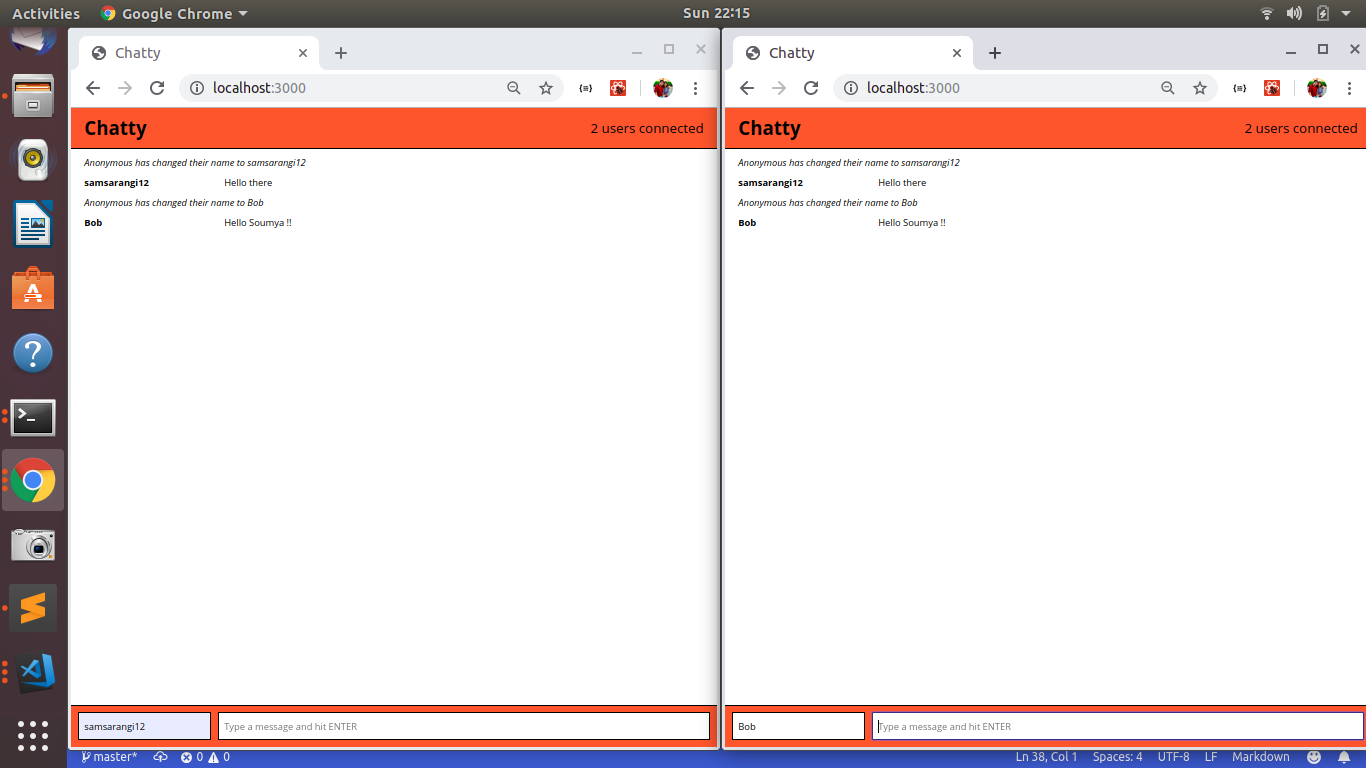 Activities Google Chrome Sun 22:15
Chatty
localhost:3000
Chatty 2 users connected
Anonymous has changed their name to samsarangi12
samsarangi12 Hello there
Anonymous has changed their name to Bob
Bob Hello Soumya !!
samsarangi12 Type a message and hit ENTER
Chatty
localhost:3000
Chatty 2 users connected
Anonymous has changed their name to samsarangi12
samsarangi12 Hello there
Anonymous has changed their name to Bob
Bob Hello Soumya !!
Bob Type a message and hit ENTER
master* 0 0 Ln 38, Col 1 Spaces: 4 UTF-8 LF Markdown